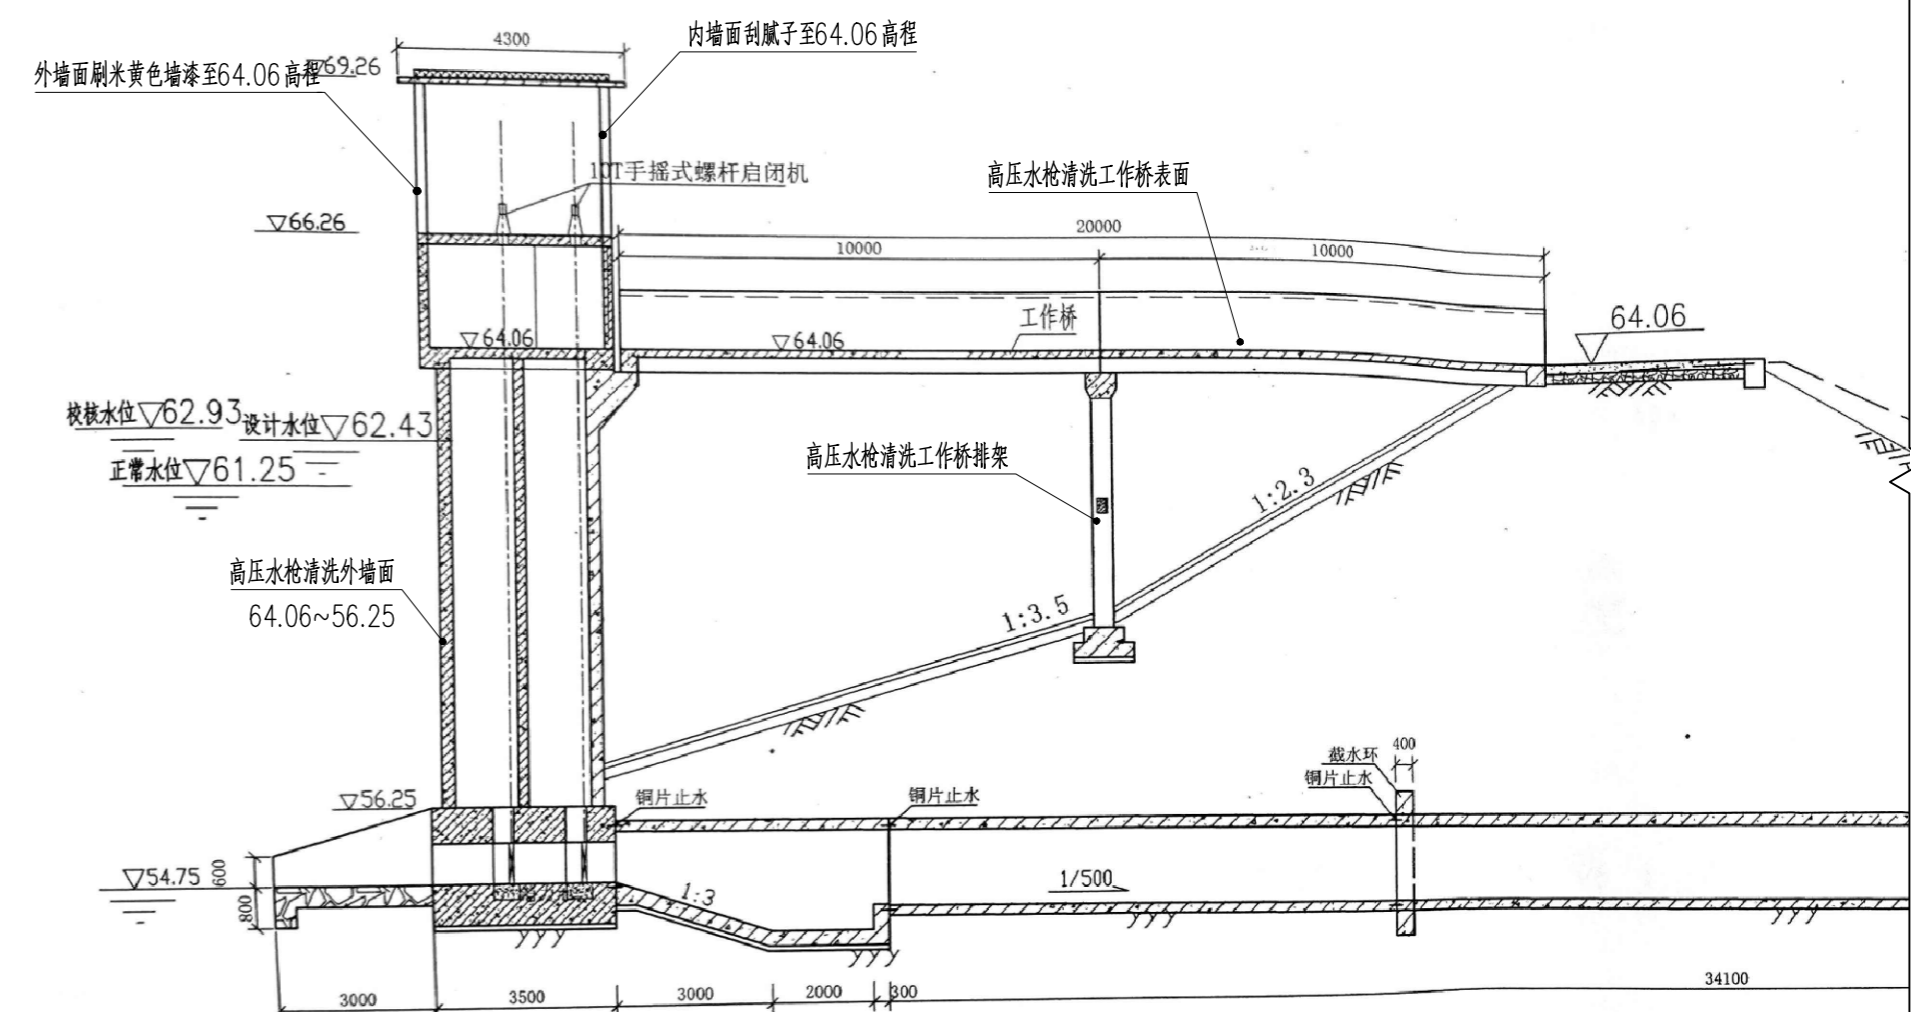 4300
内墙面刮腻子至64.06高程
外墙面刷米黄色墙漆至64.06高程
▽69.26
10T手摇式螺杆启闭机
高压水枪清洗工作桥表面
▽66.26
20000
10000
10000
工作桥
64.06
▽64.06
▽64.06
校核水位▽62.93
设计水位▽62.43
正常水位▽61.25
高压水枪清洗工作桥排架
1:2.3
高压水枪清洗外墙面
64.06~56.25
1:3.5
截水环
400
铜片止水
▽56.25
铜片止水
铜片止水
▽54.75
600
800
1:3
1/500
3000
3500
3000
2000
300
34100